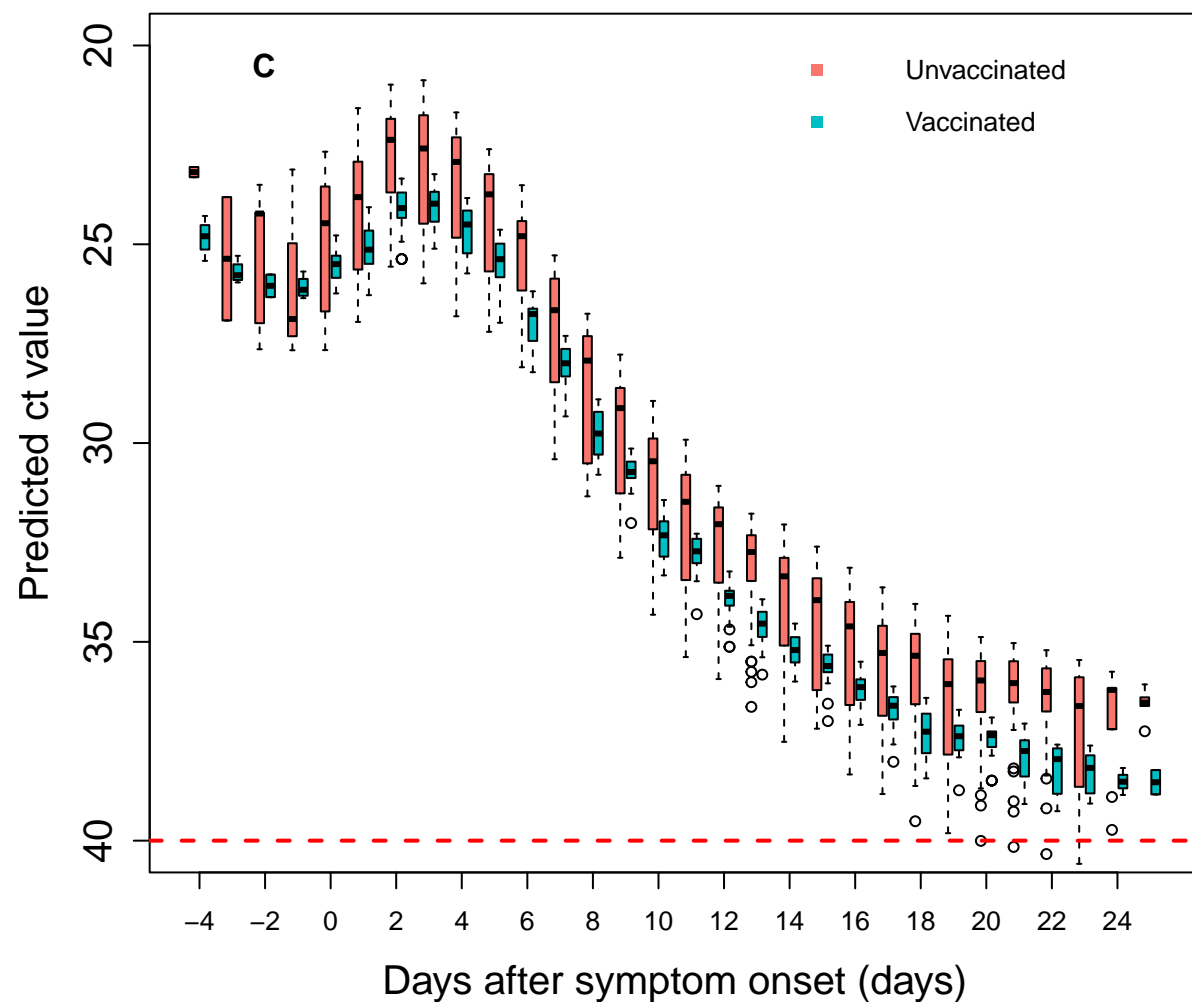 C
Unvaccinated
Vaccinated
Predicted ct value
20
25
30
35
40
−4 −2 0 2 4 6 8 10 12 14 16 18 20 22 24
Days after symptom onset (days)